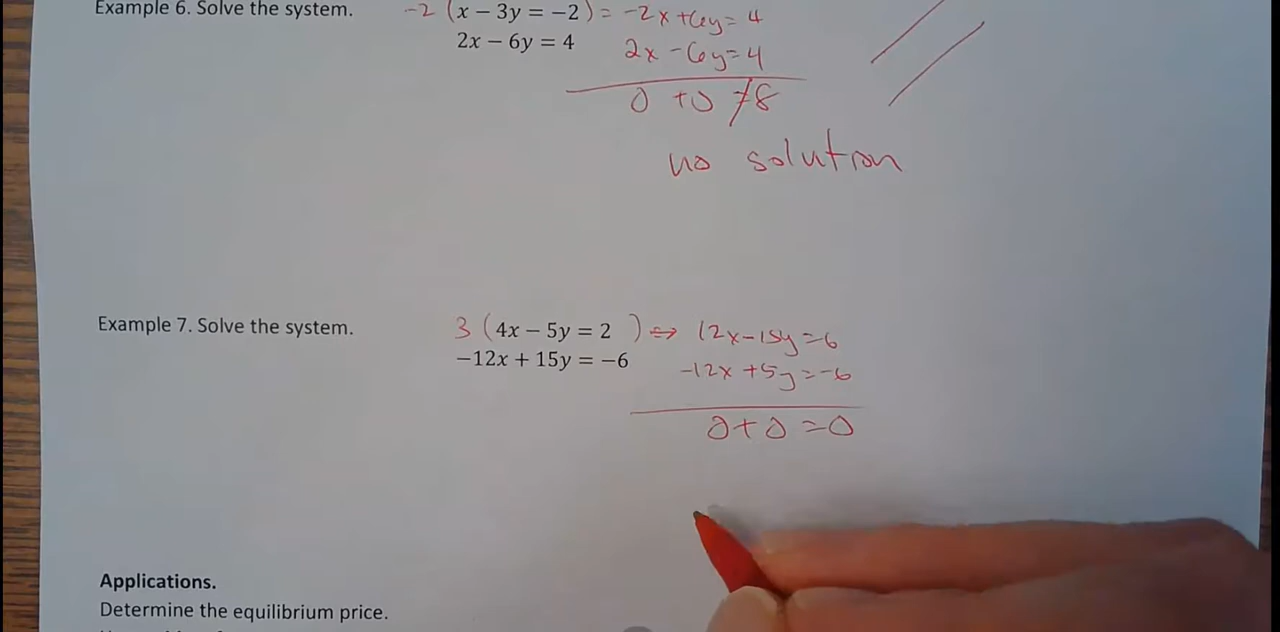 Example 6. Solve the system. -2 (x − 3y = −2) = -2x+6y= 4
2x − 6y = 4 2x -6y=4
0 +0 ≠8
no solution
Example 7. Solve the system. 3 (4x − 5y = 2 ) ⇔ 12x-15y=6
−12x + 15y = −6 -12x +5y=-6
0+0=0
Applications.
Determine the equilibrium price.